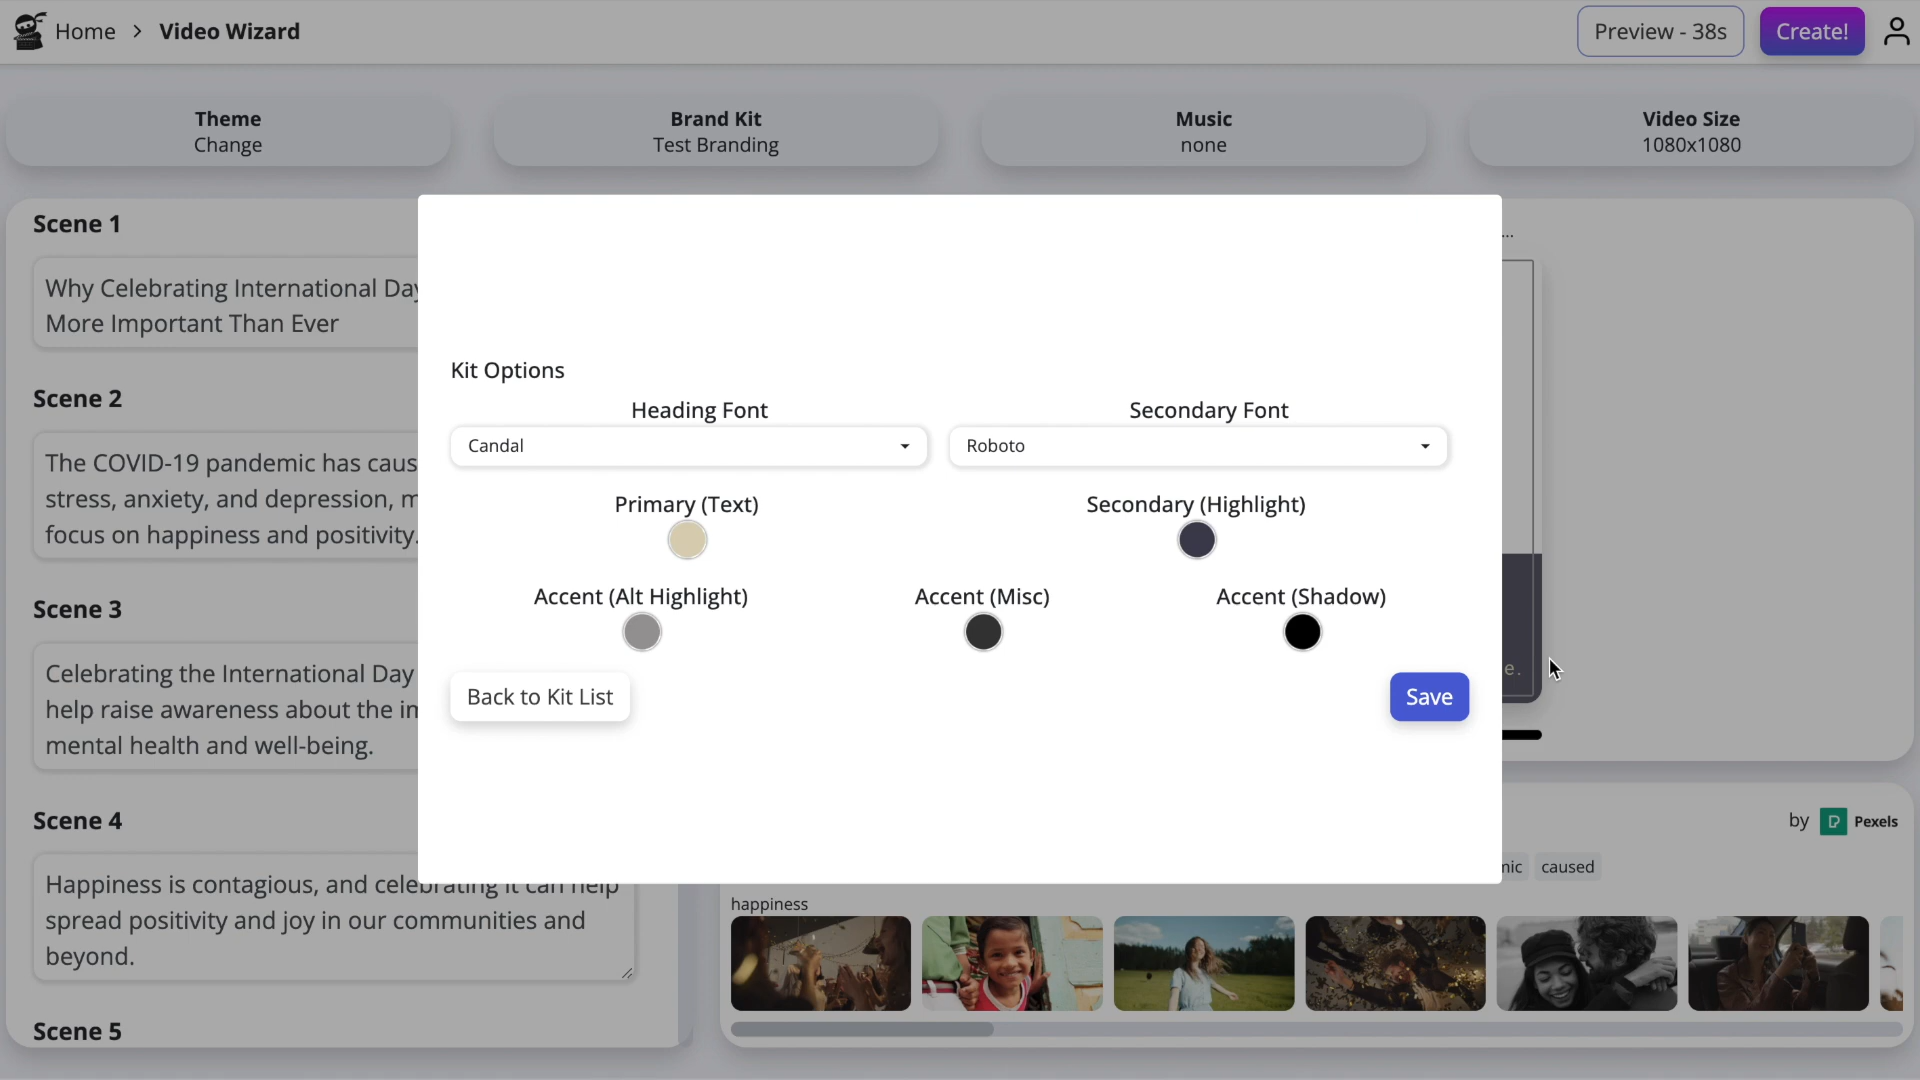 Home > Video Wizard
Preview - 38s
Create!
Theme
Change
Brand Kit
Test Branding
Music
none
Video Size
1080x1080
Scene 1
Why Celebrating International Day
More Important Than Ever
Scene 2
The COVID-19 pandemic has caus
stress, anxiety, and depression, m
focus on happiness and positivity.
Scene 3
Celebrating the International Day
help raise awareness about the im
mental health and well-being.
Scene 4
Happiness is contagious, and celebrating it can help
spread positivity and joy in our communities and
beyond.
Scene 5
Kit Options
Heading Font
Secondary Font
Candal
Roboto
Primary (Text)
Secondary (Highlight)
Accent (Alt Highlight)
Accent (Misc)
Accent (Shadow)
Back to Kit List
Save
...
e.
by Pexels
nic
caused
happiness